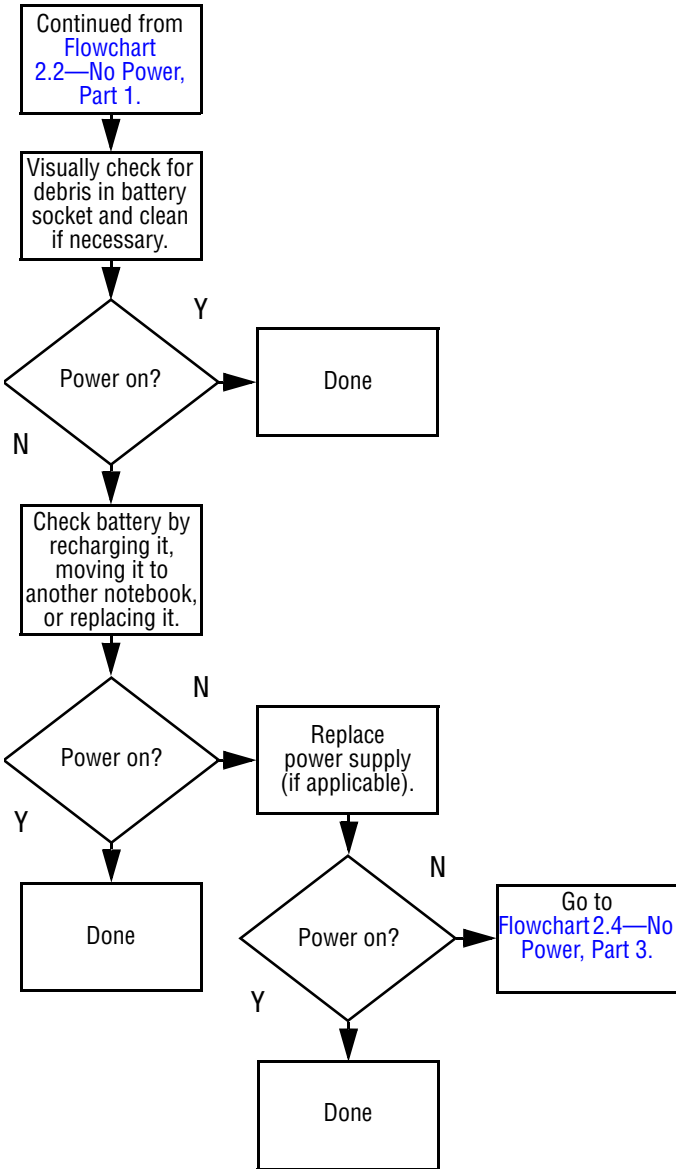 Continued from
Flowchart
2.2—No Power,
Part 1.
Visually check for
debris in battery
socket and clean
if necessary.
Y
Power on?
Done
N
Check battery by
recharging it,
moving it to
another notebook,
or replacing it.
N
Power on?
Replace
power supply
(if applicable).
Y
Done
N
Power on?
Go to
Flowchart 2.4—No
Power, Part 3.
Y
Done